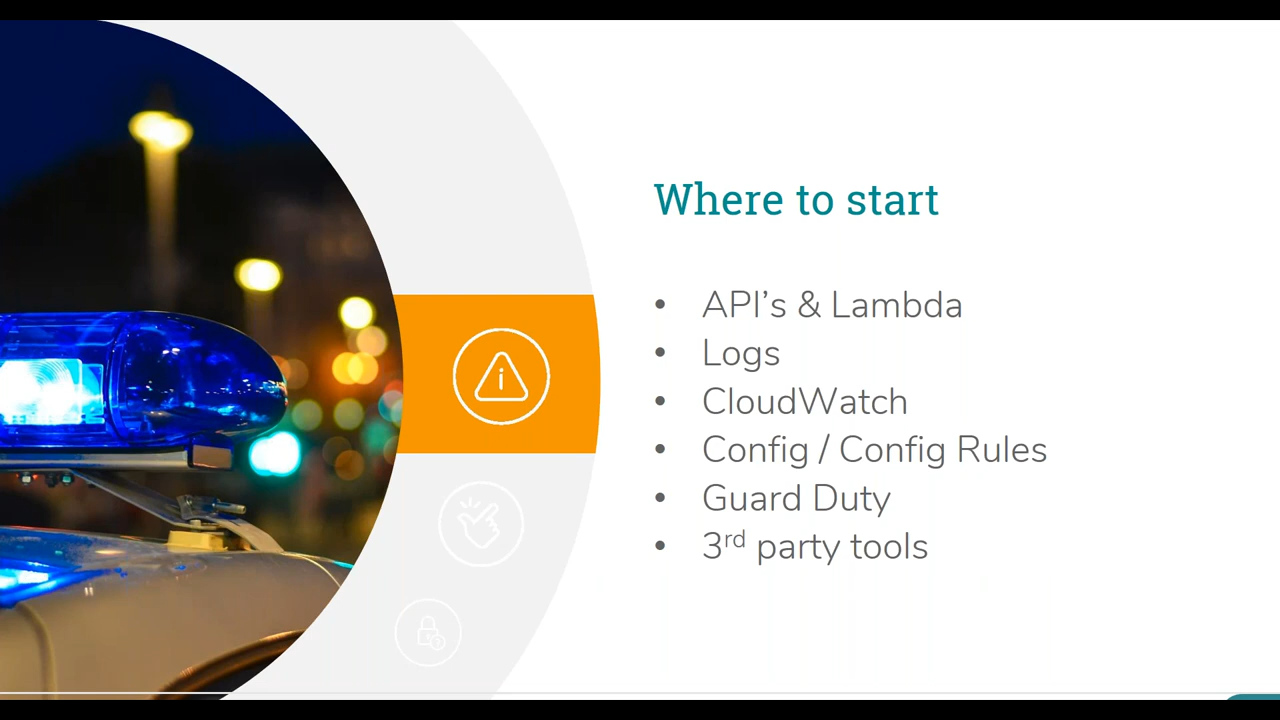 Where to start
• API’s & Lambda
• Logs
• CloudWatch
• Config / Config Rules
• Guard Duty
• 3rd party tools